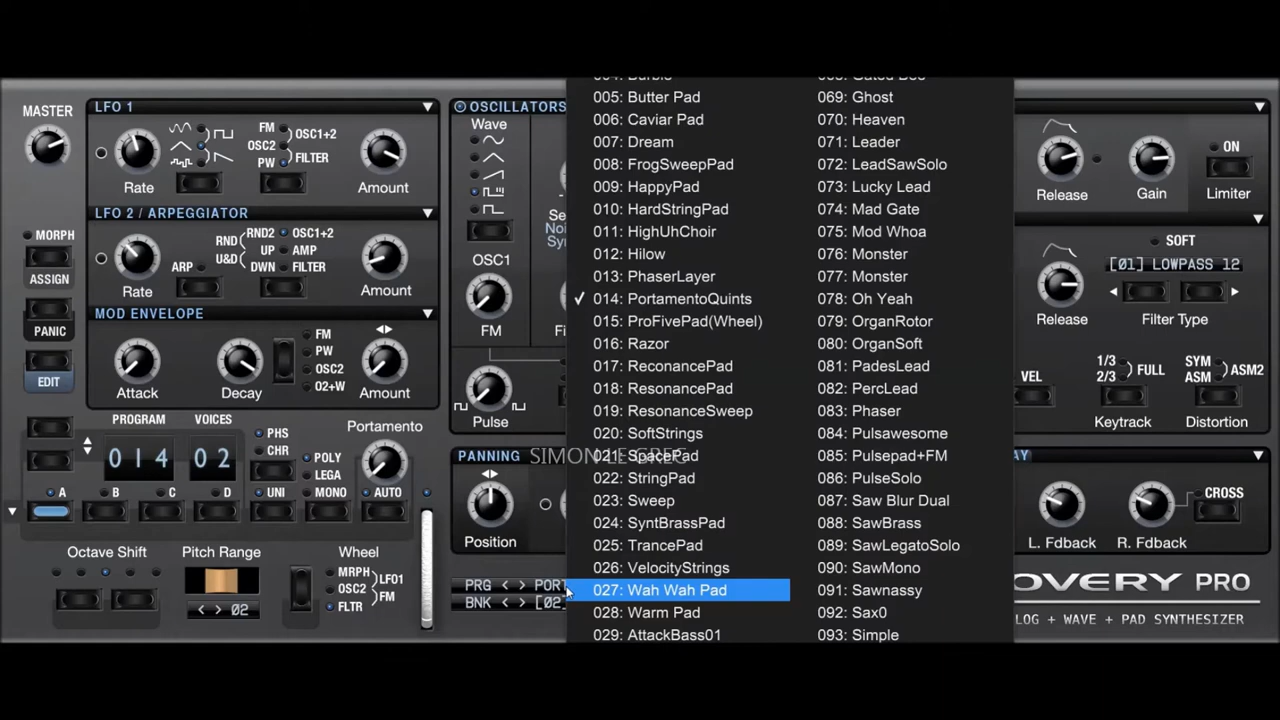 MASTER
MORPH
ASSIGN
PANIC
EDIT
LFO 1
Rate
FM
OSC2
PW
OSC1+2
FILTER
Amount
LFO 2 / ARPEGGIATOR
Rate
RND
U&D
ARP
RND2
UP
DWN
OSC1+2
AMP
FILTER
Amount
MOD ENVELOPE
Attack
Decay
FM
PW
OSC2
O2+W
Amount
PROGRAM
VOICES
014
02
PHS
CHR
POLY
LEGA
MONO
UNI
Portamento
AUTO
A
B
C
D
Octave Shift
Pitch Range
< > 02
Wheel
MRPH
OSC2
FLTR
LFO1
FM
OSCILLATORS
Wave
OSC1
FM
Pulse
PANNING
Position
PRG < > PORT
BNK < > [02
005: Butter Pad
006: Caviar Pad
007: Dream
008: FrogSweepPad
009: HappyPad
010: HardStringPad
011: HighUhChoir
012: Hilow
013: PhaserLayer
✓ 014: PortamentoQuints
015: ProFivePad(Wheel)
016: Razor
017: ReconancePad
018: ResonancePad
019: ResonanceSweep
020: SoftStrings
021: SpacePad
022: StringPad
023: Sweep
024: SyntBrassPad
025: TrancePad
026: VelocityStrings
027: Wah Wah Pad
028: Warm Pad
029: AttackBass01
069: Ghost
070: Heaven
071: Leader
072: LeadSawSolo
073: Lucky Lead
074: Mad Gate
075: Mod Whoa
076: Monster
077: Monster
078: Oh Yeah
079: OrganRotor
080: OrganSoft
081: PadesLead
082: PercLead
083: Phaser
084: Pulsawesome
085: Pulsepad+FM
086: PulseSolo
087: Saw Blur Dual
088: SawBrass
089: SawLegatoSolo
090: SawMono
091: Sawnassy
092: Sax0
093: Simple
SIMON LE GREC
Release
Gain
ON
Limiter
SOFT
[01] LOWPASS 12
Release
Filter Type
VEL
1/3
2/3
FULL
Keytrack
SYM
ASM
ASM2
Distortion
AY
L. Fdback
R. Fdback
CROSS
OVERY PRO
LOG + WAVE + PAD SYNTHESIZER